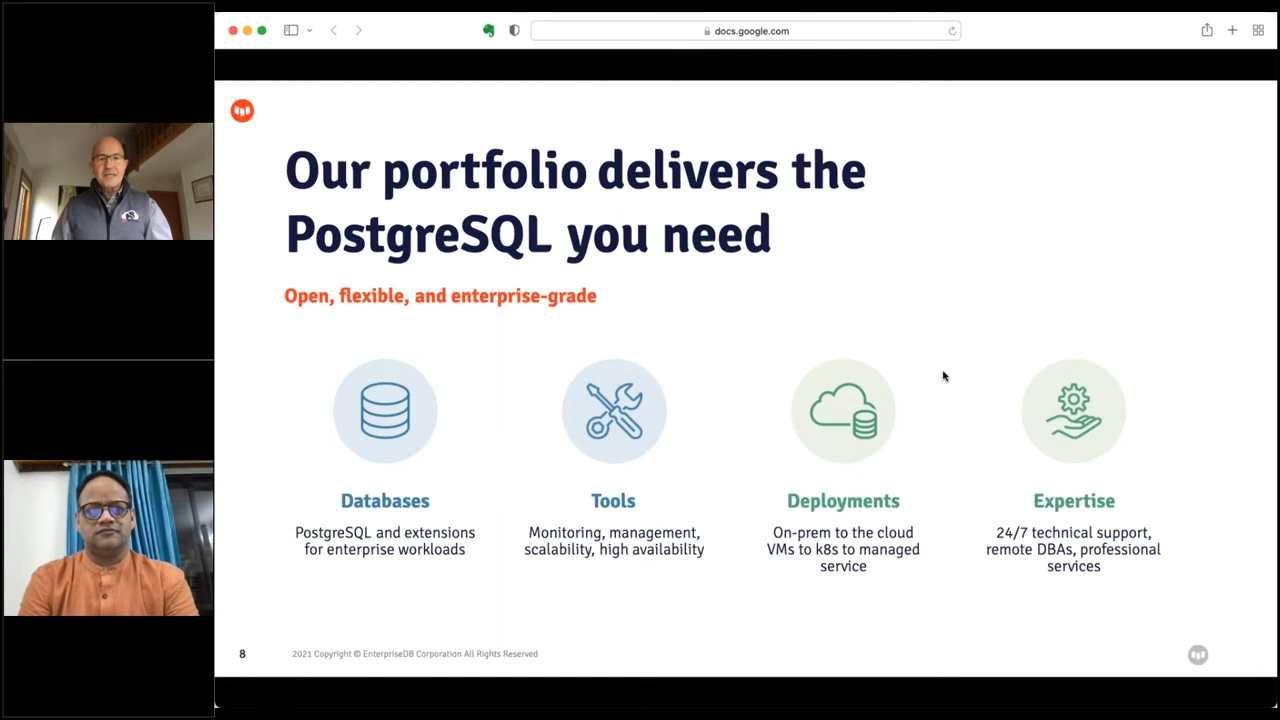 docs.google.com
Our portfolio delivers the
PostgreSQL you need
Open, flexible, and enterprise-grade
Databases
PostgreSQL and extensions
for enterprise workloads
Tools
Monitoring, management,
scalability, high availability
Deployments
On-prem to the cloud
VMs to k8s to managed
service
Expertise
24/7 technical support,
remote DBAs, professional
services
8
2021 Copyright © EnterpriseDB Corporation All Rights Reserved